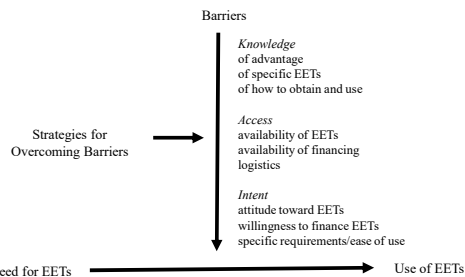 Barriers
Knowledge
of advantage
of specific EETs
of how to obtain and use
Access
availability of EETs
availability of financing
logistics
Strategies for
Overcoming Barriers
Intent
attitude toward EETs
willingness to finance EETs
specific requirements/ease of use
eed for EETs
Use of EETs